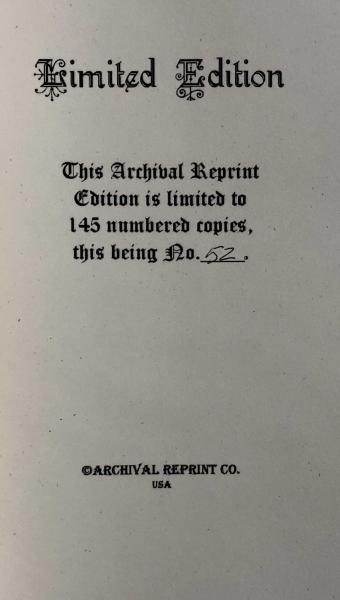 Limited Edition
This Archival Reprint
Edition is limited to
145 numbered copies,
this being No. 52.
©ARCHIVAL REPRINT CO.
USA